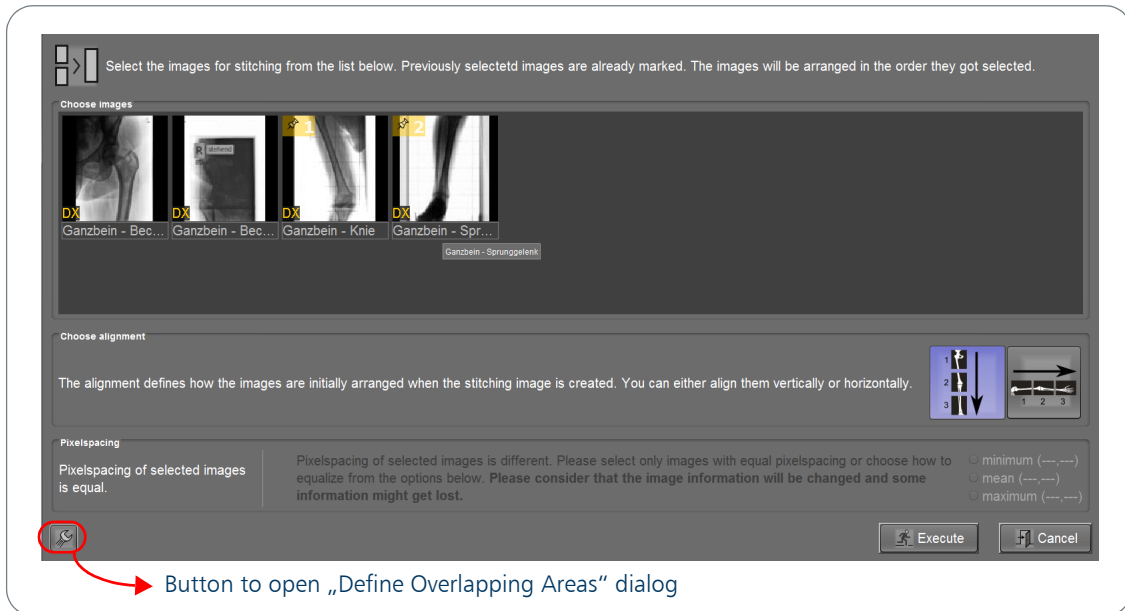 Select the images for stitching from the list below. Previously selectetd images are already marked. The images will be arranged in the order they got selected.
Choose images
1
2
R
DX
DX
DX
DX
Ganzbein - Bec...
Ganzbein - Bec...
Ganzbein - Knie
Ganzbein - Spr...
Ganzbein - Sprunggelenk
Choose alignment
The alignment defines how the images are initially arranged when the stitching image is created. You can either align them vertically or horizontally.
1
2
3
1 2 3
Pixelspacing
Pixelspacing of selected images
is equal.
Pixelspacing of selected images is different. Please select only images with equal pixelspacing or choose how to
equalize from the options below. Please consider that the image information will be changed and some
information might get lost.
minimum (---,---)
mean (---,---)
maximum (---,---)
Execute
Cancel
Button to open „Define Overlapping Areas“ dialog